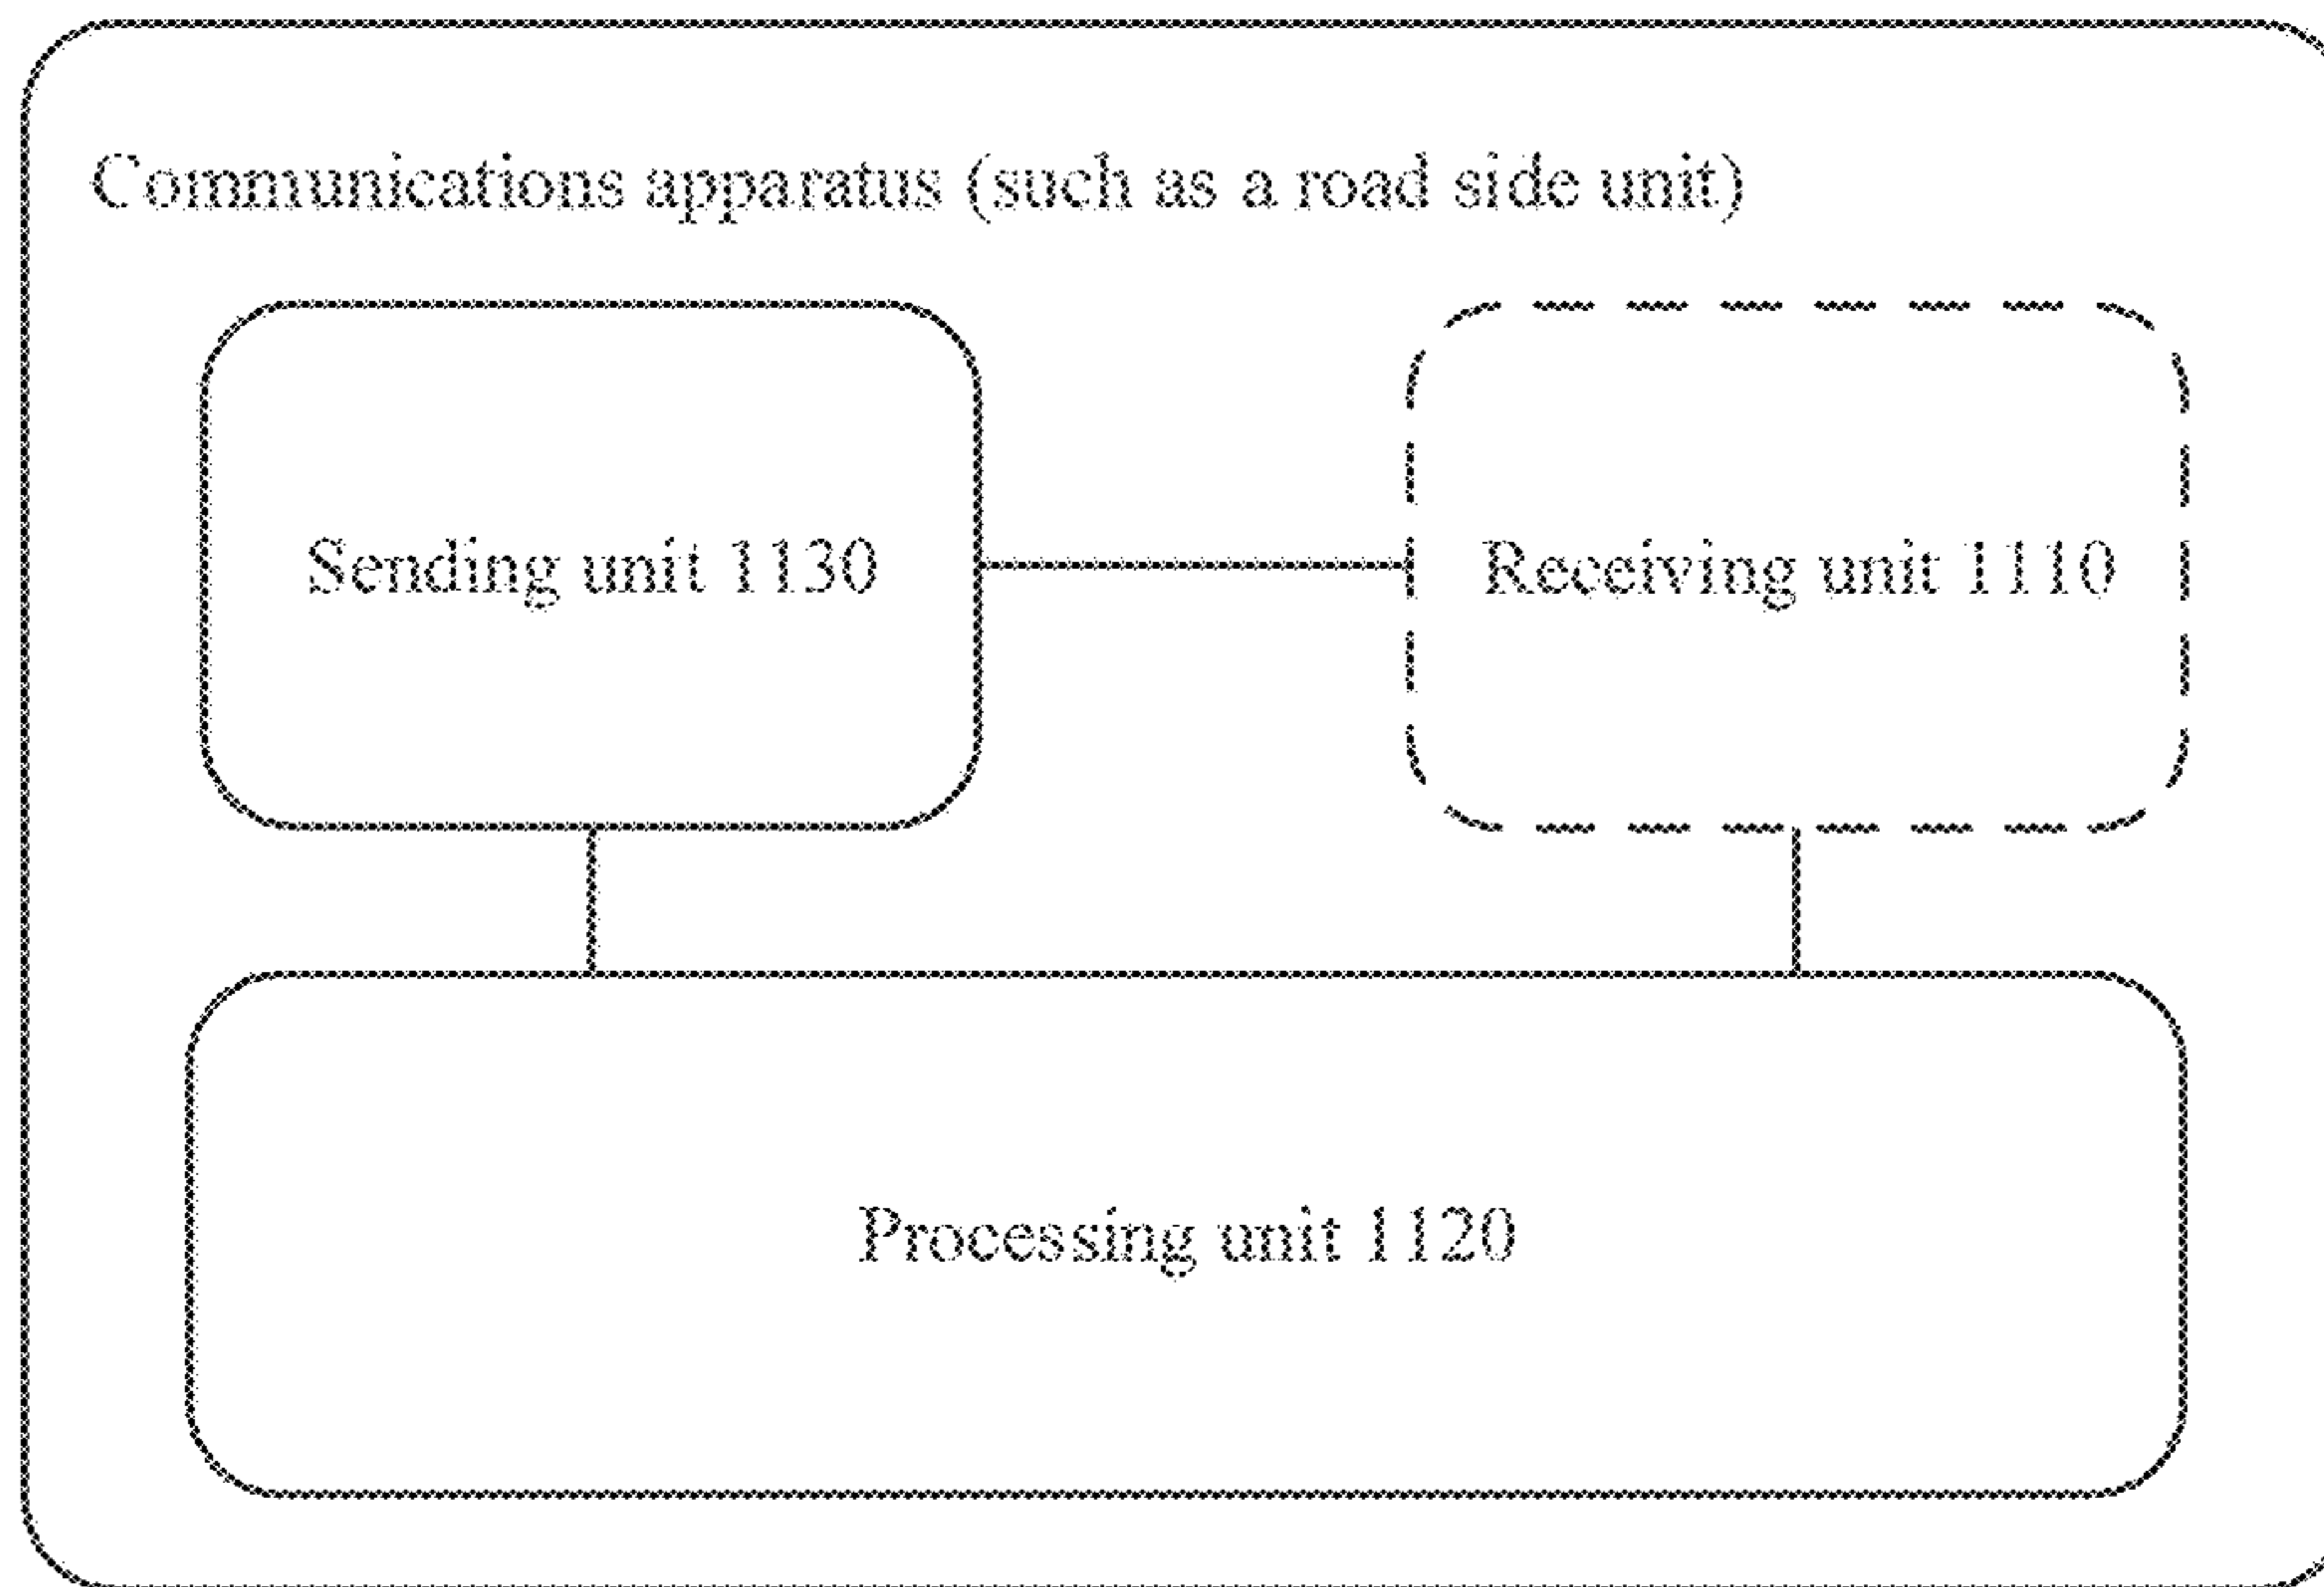 Communications apparatus (such as a road side unit)
Sending unit 1130
Receiving unit 1110
Processing unit 1120